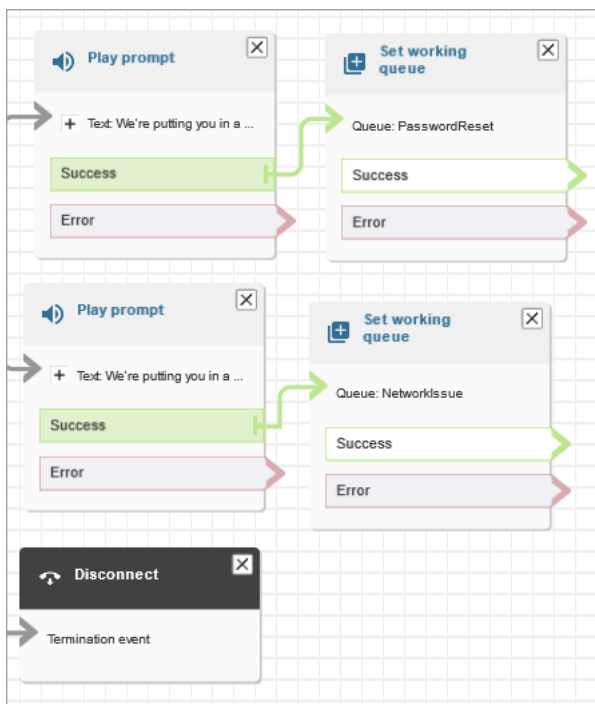 Play prompt
Text: We're putting you in a ...
Success
Error
Set working
queue
Queue: PasswordReset
Success
Error
Play prompt
Text: We're putting you in a ...
Success
Error
Set working
queue
Queue: NetworkIssue
Success
Error
Disconnect
Termination event